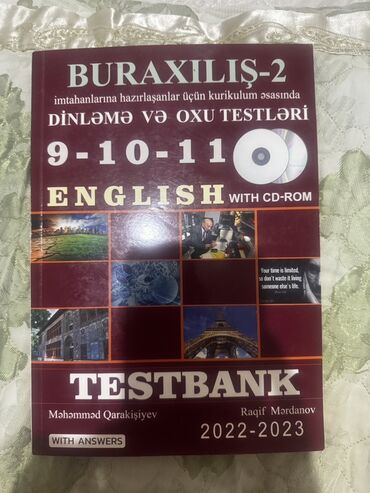 BURAXILIŞ-2
imtahanlarına hazırlaşanlar üçün kurikulum əsasında
DİNLƏMƏ VƏ OXU TESTLƏRİ
9-10-11
ENGLISH WITH CD-ROM
Your time is limited,
so don't waste it living
someone else's life.
TESTBANK
Məhəmməd Qarakişiyev
Raqif Mərdanov
WITH ANSWERS
2022-2023